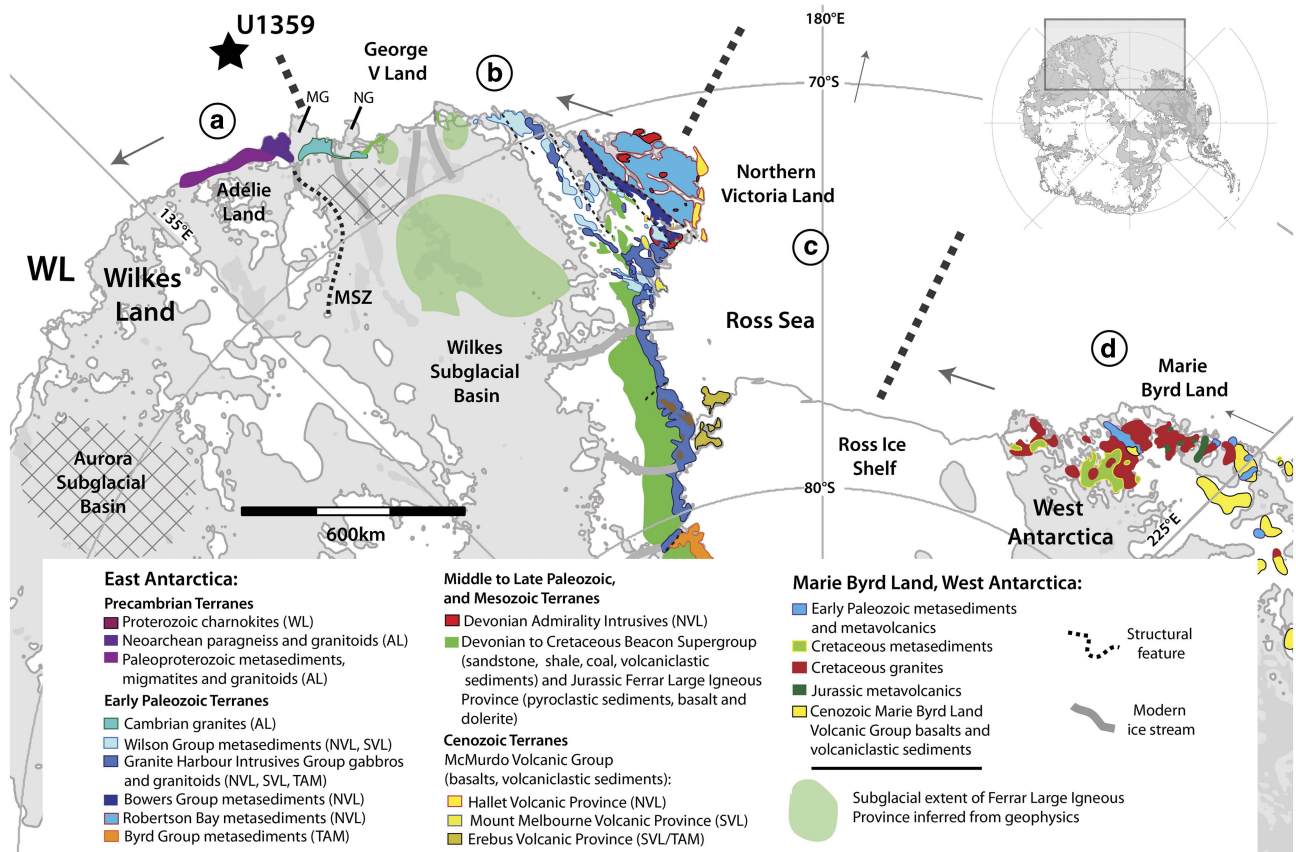 U1359
180°E
George
V Land
b
70°S
MG
NG
a
Northern
Victoria Land
Adélie
Land
135°E
c
WL
Wilkes
Land
MSZ
Ross Sea
Wilkes
Subglacial
Basin
d
Marie
Byrd Land
Aurora
Subglacial
Basin
Ross Ice
Shelf
80°S
West
Antarctica
225°E
600km
East Antarctica:
Precambrian Terranes
Proterozoic charnokites (WL)
Neoarchean paragneiss and granitoids (AL)
Paleoproterozoic metasediments,
migmatites and granitoids (AL)
Early Paleozoic Terranes
Cambrian granites (AL)
Wilson Group metasediments (NVL, SVL)
Granite Harbour Intrusives Group gabbros
and granitoids (NVL, SVL, TAM)
Bowers Group metasediments (NVL)
Robertson Bay metasediments (NVL)
Byrd Group metasediments (TAM)
Middle to Late Paleozoic,
and Mesozoic Terranes
Devonian Admirality Intrusives (NVL)
Devonian to Cretaceous Beacon Supergroup
(sandstone, shale, coal, volcaniclastic
sediments) and Jurassic Ferrar Large Igneous
Province (pyroclastic sediments, basalt and
dolerite)
Cenozoic Terranes
McMurdo Volcanic Group
(basalts, volcaniclastic sediments):
Hallet Volcanic Province (NVL)
Mount Melbourne Volcanic Province (SVL)
Erebus Volcanic Province (SVL/TAM)
Marie Byrd Land, West Antarctica:
Early Paleozoic metasediments
and metavolcanics
Cretaceous metasediments
Cretaceous granites
Jurassic metavolcanics
Cenozoic Marie Byrd Land
Volcanic Group basalts and
volcaniclastic sediments
Structural
feature
Modern
ice stream
Subglacial extent of Ferrar Large Igneous
Province inferred from geophysics